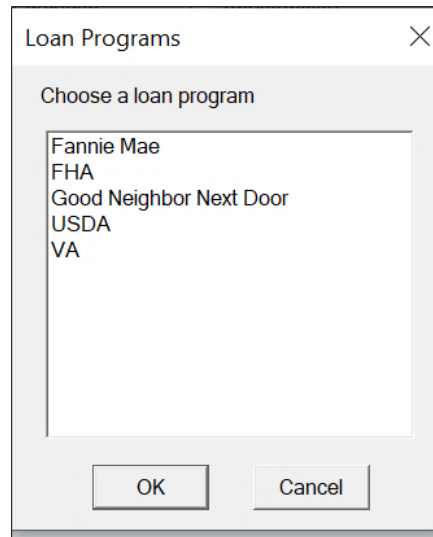 Loan Programs
Choose a loan program
Fannie Mae
FHA
Good Neighbor Next Door
USDA
VA
OK
Cancel